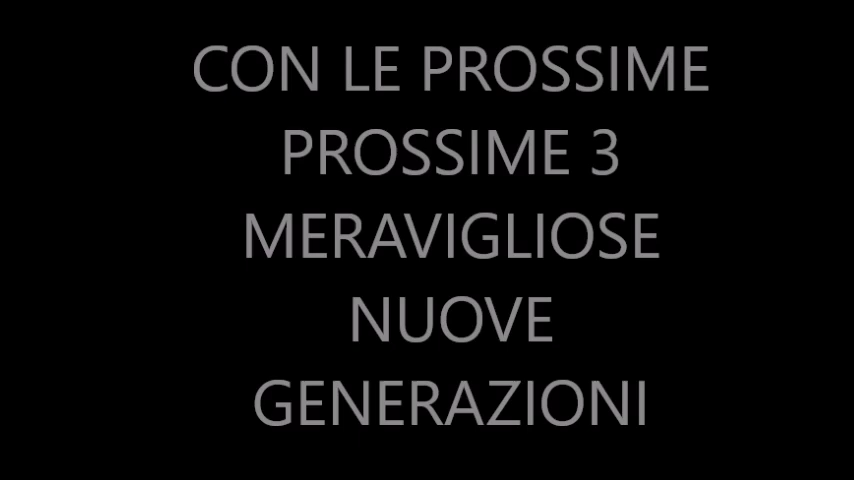 CON LE PROSSIME
PROSSIME 3
MERAVIGLIOSE
NUOVE
GENERAZIONI